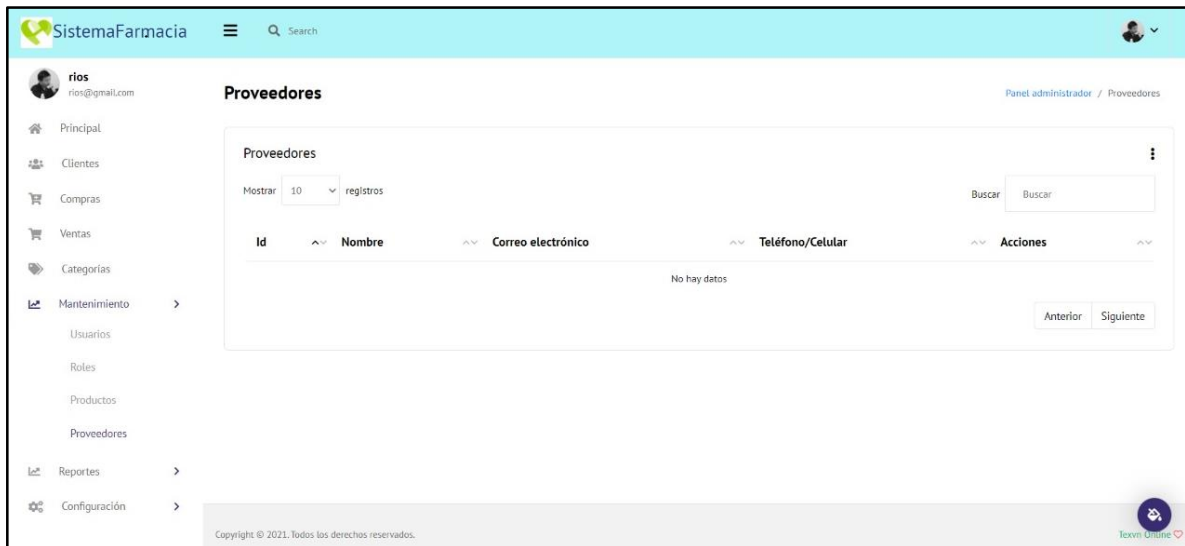 SistemaFarmacia
Search
rios
rios@gmail.com
Principal
Clientes
Compras
Ventas
Categorías
Mantenimiento
Usuarios
Roles
Productos
Proveedores
Reportes
Configuración
Proveedores
Panel administrador / Proveedores
Proveedores
Mostrar 10 registros
Buscar Buscar
Id Nombre Correo electrónico Teléfono/Celular Acciones
No hay datos
Anterior Siguiente
Copyright © 2021. Todos los derechos reservados.
Texvn Online